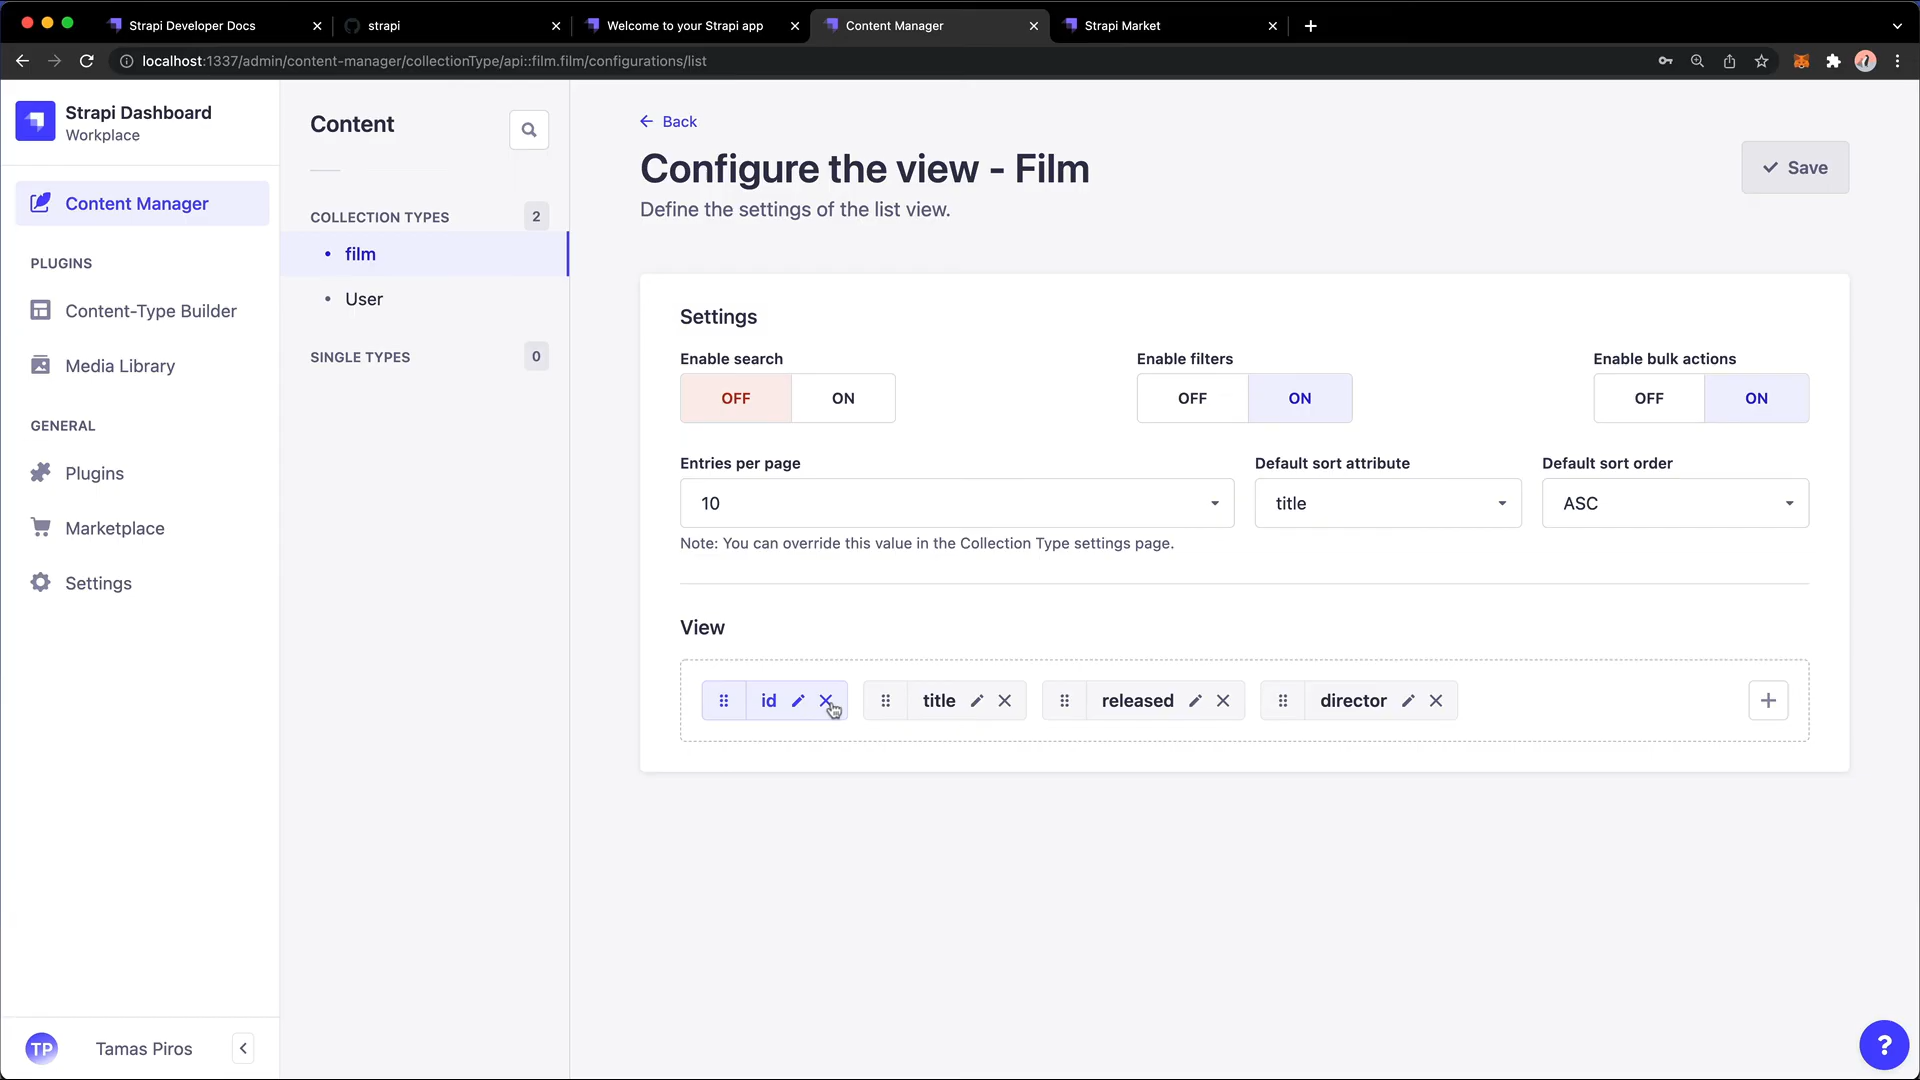 Strapi Developer Docs
strapi
Welcome to your Strapi app
Content Manager
Strapi Market
localhost:1337/admin/content-manager/collectionType/api::film.film/configurations/list
Strapi Dashboard
Workplace
Content Manager
PLUGINS
Content-Type Builder
Media Library
GENERAL
Plugins
Marketplace
Settings
TP
Tamas Piros
Content
COLLECTION TYPES
2
film
User
SINGLE TYPES
0
Back
Configure the view - Film
Define the settings of the list view.
Save
Settings
Enable search
OFF
ON
Enable filters
OFF
ON
Enable bulk actions
OFF
ON
Entries per page
10
Default sort attribute
title
Default sort order
ASC
Note: You can override this value in the Collection Type settings page.
View
id
title
released
director
?